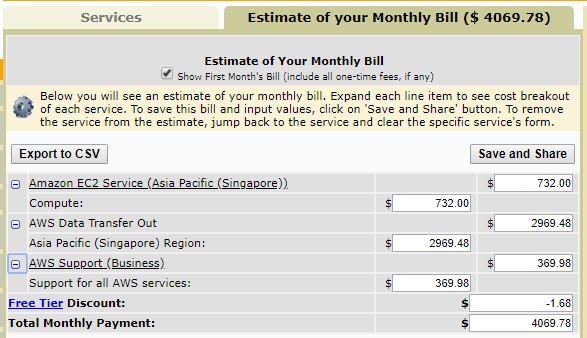 Services
Estimate of your Monthly Bill ($ 4069.78)
Estimate of Your Monthly Bill
Show First Month's Bill (include all one-time fees, if any)
Below you will see an estimate of your monthly bill. Expand each line item to see cost breakout
of each service. To save this bill and input values, click on 'Save and Share' button. To remove
the service from the estimate, jump back to the service and clear the specific service's form.
Export to CSV
Save and Share
Amazon EC2 Service (Asia Pacific (Singapore)) $ 732.00
Compute: $ 732.00
AWS Data Transfer Out $ 2969.48
Asia Pacific (Singapore) Region: $ 2969.48
AWS Support (Business) $ 369.98
Support for all AWS services: $ 369.98
Free Tier Discount: $ -1.68
Total Monthly Payment: $ 4069.78